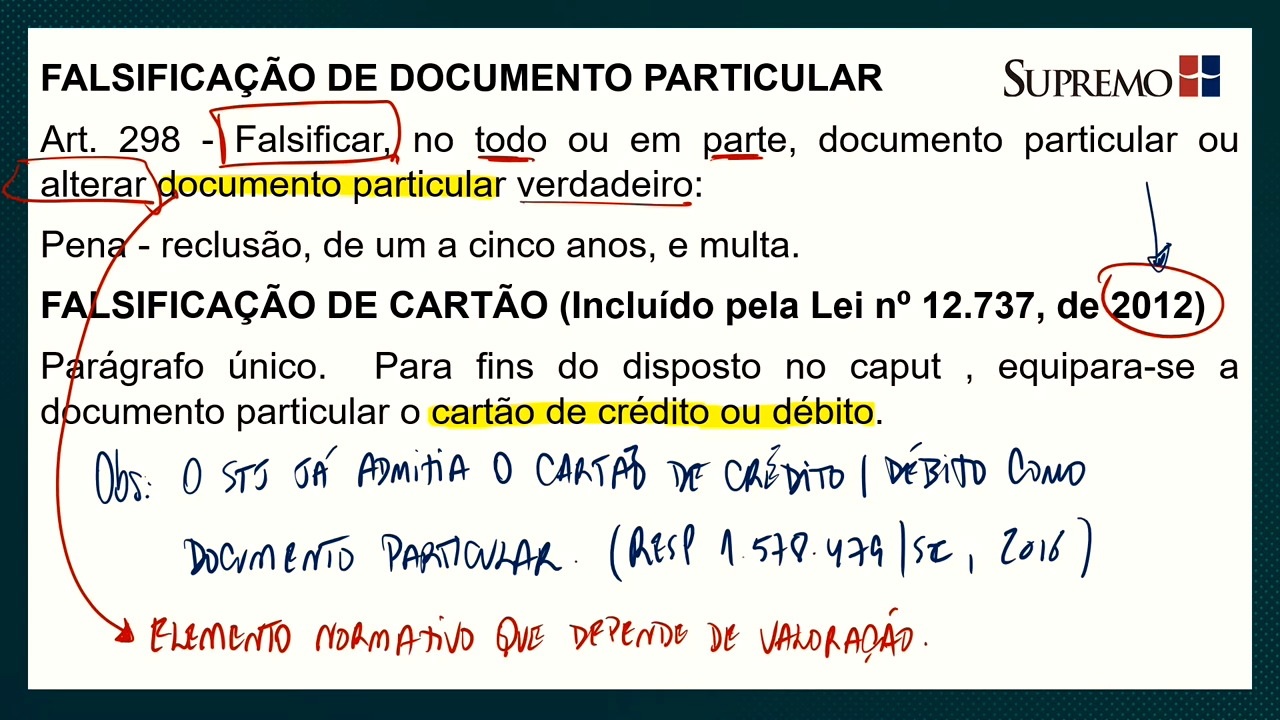 FALSIFICAÇÃO DE DOCUMENTO PARTICULAR
SUPREMO
Art. 298 - Falsificar, no todo ou em parte, documento particular ou
alterar documento particular verdadeiro:
Pena - reclusão, de um a cinco anos, e multa.
FALSIFICAÇÃO DE CARTÃO (Incluído pela Lei nº 12.737, de 2012)
Parágrafo único. Para fins do disposto no caput , equipara-se a
documento particular o cartão de crédito ou débito.
Obs: O STJ JÁ ADMITIA O CARTÃO DE CRÉDITO | DÉBITO COMO
DOCUMENTO PARTICULAR. (RESP 1.578.479|SC, 2016)
ELEMENTO NORMATIVO QUE DEPENDE DE VALORAÇÃO.